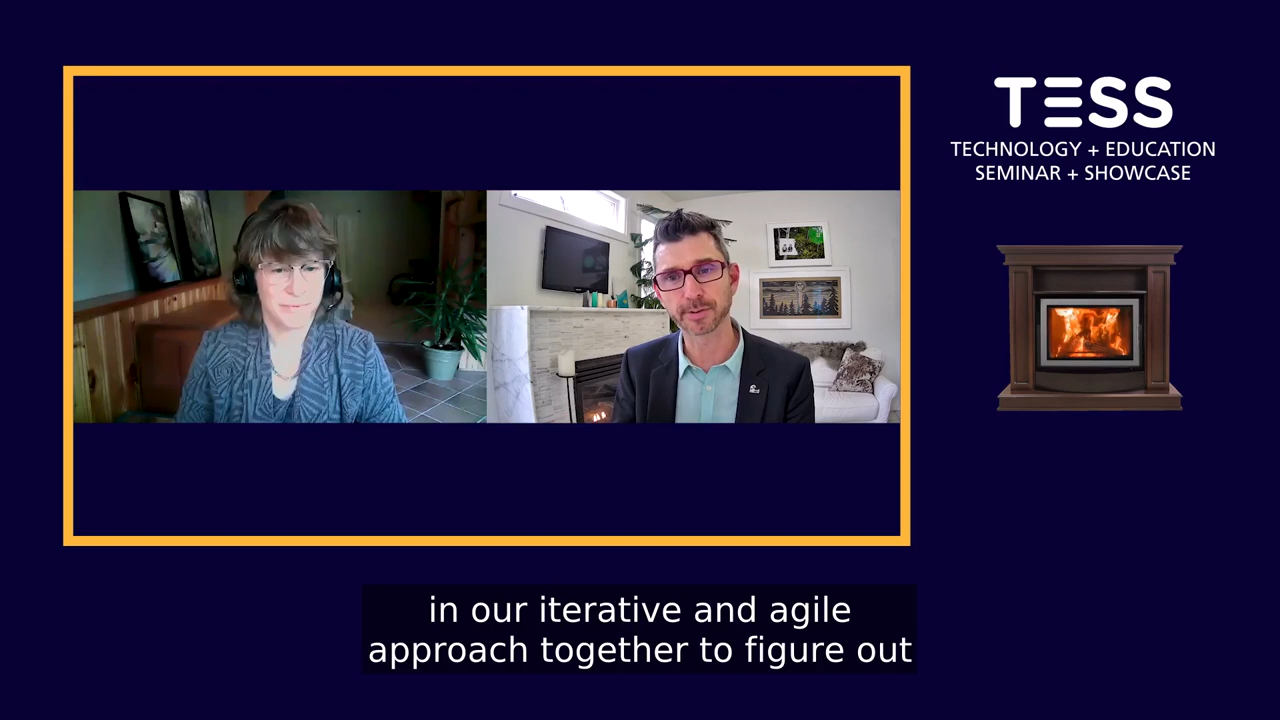 TESS
TECHNOLOGY + EDUCATION
SEMINAR + SHOWCASE
in our iterative and agile
approach together to figure out